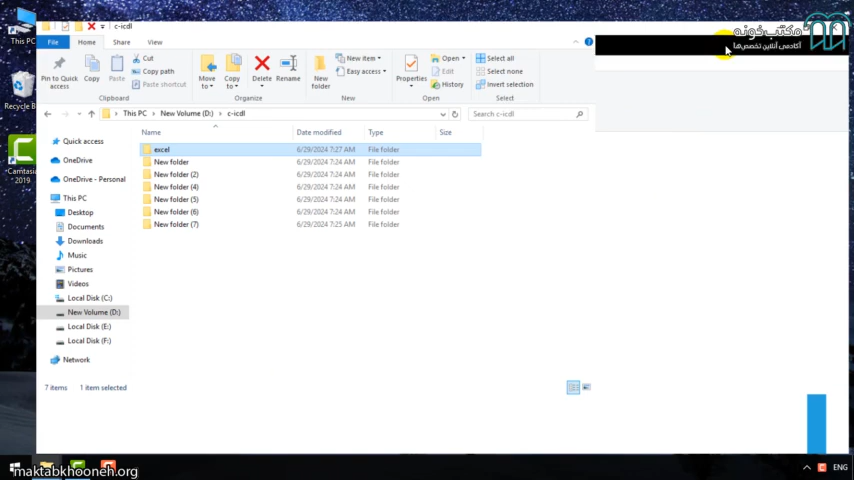 c-icdl
مکتب‌خونه
آکادمی آنلاین تخصص‌ها
File Home Share View
Pin to Quick access
Copy
Paste
Cut
Copy path
Paste shortcut
Clipboard
Move to
Copy to
Delete
Rename
Organize
New folder
New item
Easy access
New
Properties
Open
Edit
History
Open
Select all
Select none
Invert selection
Select
This PC > New Volume (D:) > c-icdl
Search c-icdl
Name Date modified Type Size
excel 6/29/2024 7:27 AM File folder
New folder 6/29/2024 7:24 AM File folder
New folder (2) 6/29/2024 7:24 AM File folder
New folder (4) 6/29/2024 7:24 AM File folder
New folder (5) 6/29/2024 7:24 AM File folder
New folder (6) 6/29/2024 7:24 AM File folder
New folder (7) 6/29/2024 7:25 AM File folder
Quick access
OneDrive
OneDrive - Personal
This PC
Desktop
Documents
Downloads
Music
Pictures
Videos
Local Disk (C:)
New Volume (D:)
Local Disk (E:)
Local Disk (F:)
Network
7 items 1 item selected
This PC
Recycle B
Camtasia 2019
maktabkhooneh.org
ENG